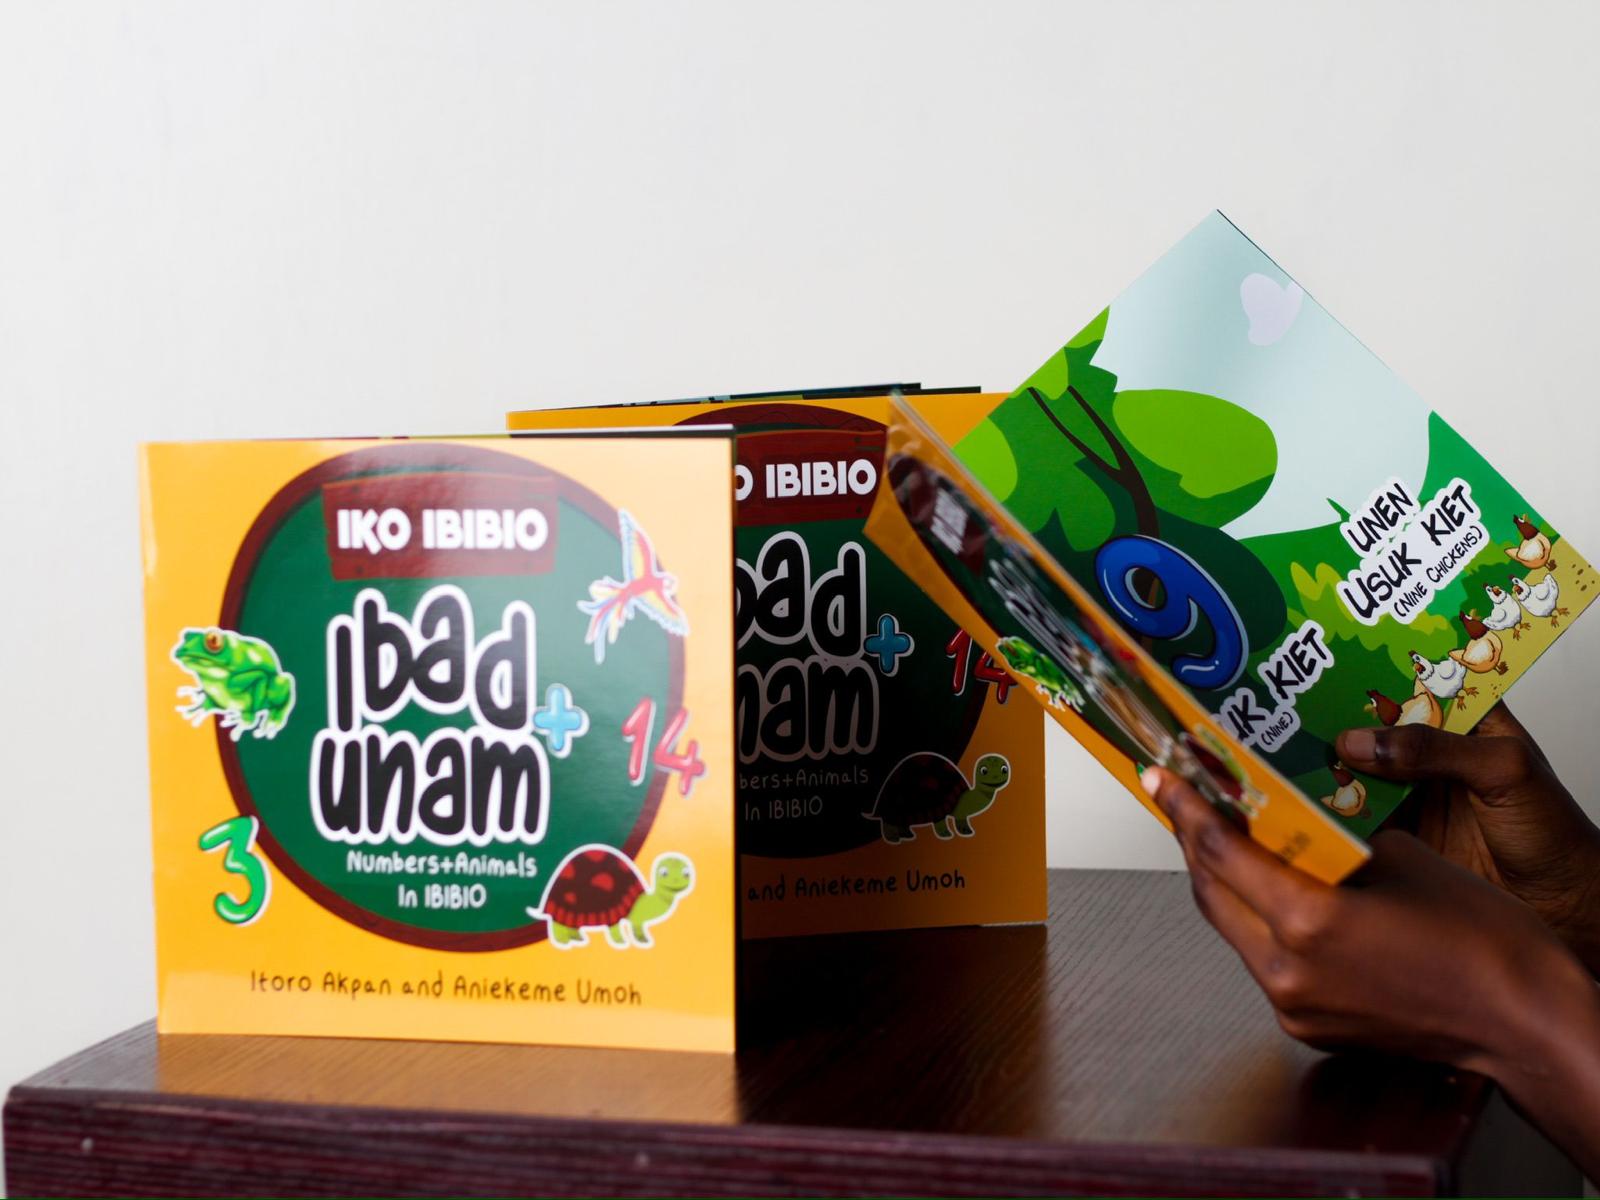 IKO IBIBIO
Ibad
+
unam
14
3
Numbers+Animals
In IBIBIO
Itoro Akpan and Aniekeme Umoh
IBIBIO
+
14
In IBIBIO
and Aniekeme Umoh
9
KIET
(NINE)
UNEN
USUK KIET
(NINE CHICKENS)